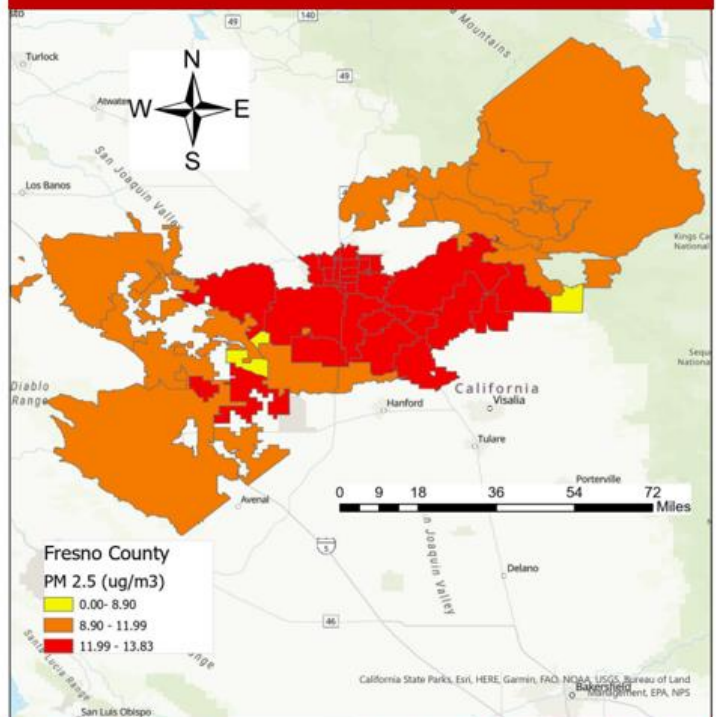 sto
49
140
Mountains
Turlock
49
N
Atwater
W
E
S
San Joaquin Valley
Los Banos
4
Kings Ca
National
Sequ
Nationa
Diablo
Range
California
Hanford
Visalia
Tulare
Porterville
0 9 18 36 54 72
Miles
Avenal
5
n Joaquin Valley
Delano
Fresno County
PM 2.5 (ug/m3)
0.00- 8.90
8.90 - 11.99
11.99 - 13.83
46
nge
Santa Lucia Range
California State Parks, Esri, HERE, Garmin, FAO, NOAA, USGS, Bureau of Land
Management, EPA, NPS
Bakersfield
San Luis Obispo